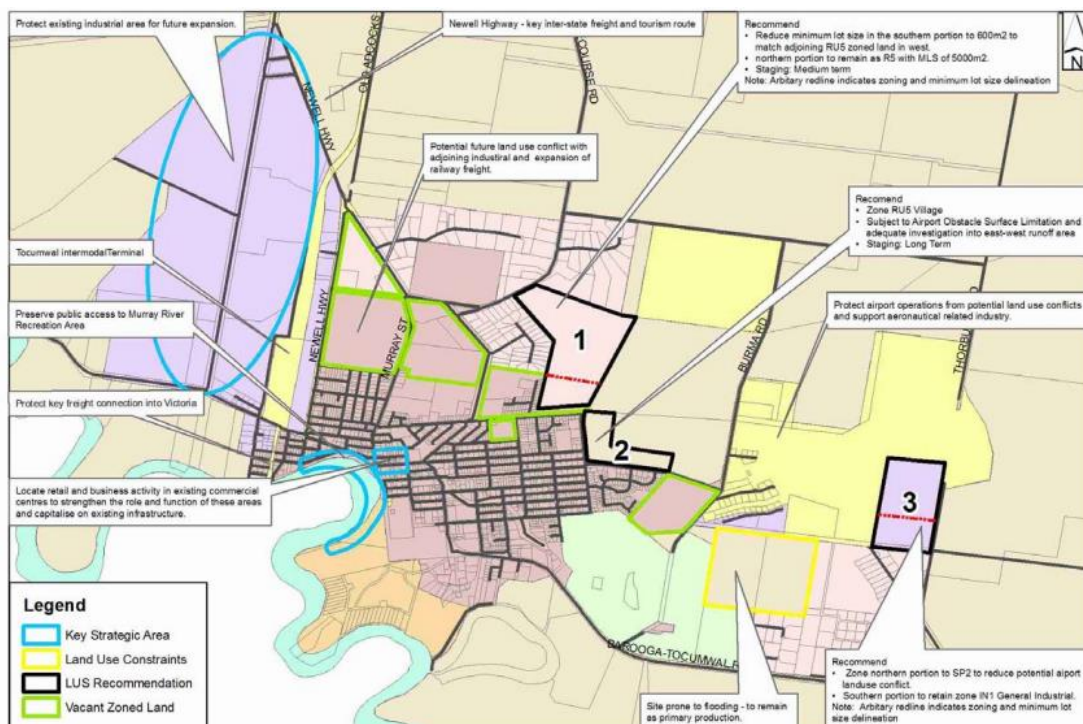 Protect existing industrial area for future expansion.
Newell Highway - key inter-state freight and tourism route
Recommend
• Reduce minimum lot size in the southern portion to 600m2 to
match adjoining RU5 zoned land in west.
• northern portion to remain as R5 with MLS of 5000m2.
• Staging: Medium term
Note: Arbitary redline indicates zoning and minimum lot size delineation
N
NEWELL HWY
OLD ADCOCKS
COURSE RD
Potential future land use conflict with
adjoining industiral and expansion of
railway freight.
Recomend
• Zone RU5 Village
• Subject to Airport Obstacle Surface Limitation and
adequate investigation into east-west runoff area
• Staging: Long Term
Tocumwal intermodalTerminal
Preserve public access to Murray River
Recreation Area
Protect key freight connection into Victoria
NEWELL HWY
MURRAY ST
1
BURMA RD
Protect airport operations from potential land use conflicts
and support aeronautical related industry.
THORBU
2
3
Locate retail and business activity in existing commercial
centres to strengthen the role and function of these areas
and capitalise on existing infrastructure.
BAROOGA-TOCUMWAL R
Legend
Key Strategic Area
Land Use Constraints
LUS Recommendation
Vacant Zoned Land
Site prone to flooding - to remain
as primary production.
Recommend
• Zone northern portion to SP2 to reduce potential aiport
landuse conflict.
• Southern portion to retain zone IN1 General Industrial.
Note: Arbitary redline indicates zoning and minimum lot
size delineation